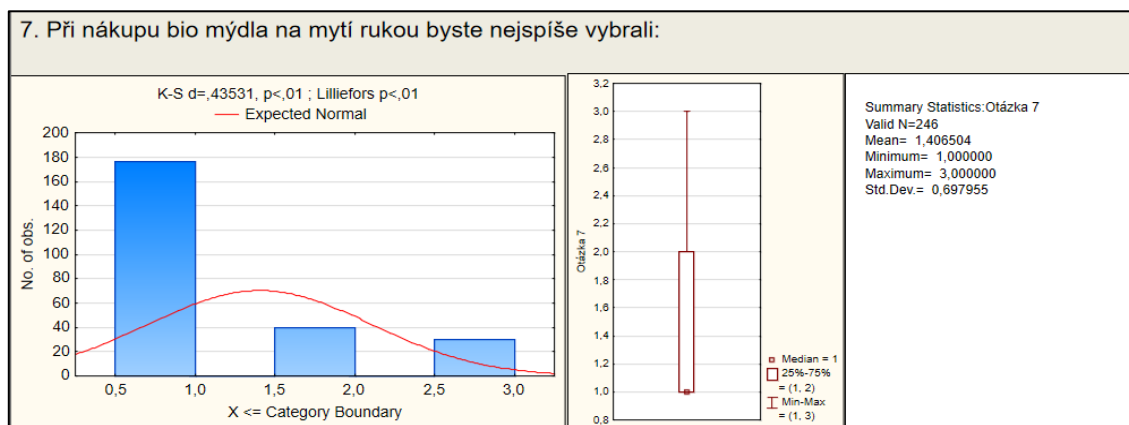 7. Při nákupu bio mýdla na mytí rukou byste nejspíše vybrali:
K-S d=,43531, p<,01 ; Lilliefors p<,01
Expected Normal
200
180
160
140
120
100
80
60
40
20
0
No. of obs.
0,5
1,0
1,5
2,0
2,5
3,0
X <= Category Boundary
3,2
3,0
2,8
2,6
2,4
2,2
2,0
1,8
1,6
1,4
1,2
1,0
0,8
Otázka 7
Median = 1
25%-75%
= (1, 2)
Min-Max
= (1, 3)
Summary Statistics:Otázka 7
Valid N=246
Mean= 1,406504
Minimum= 1,000000
Maximum= 3,000000
Std.Dev.= 0,697955